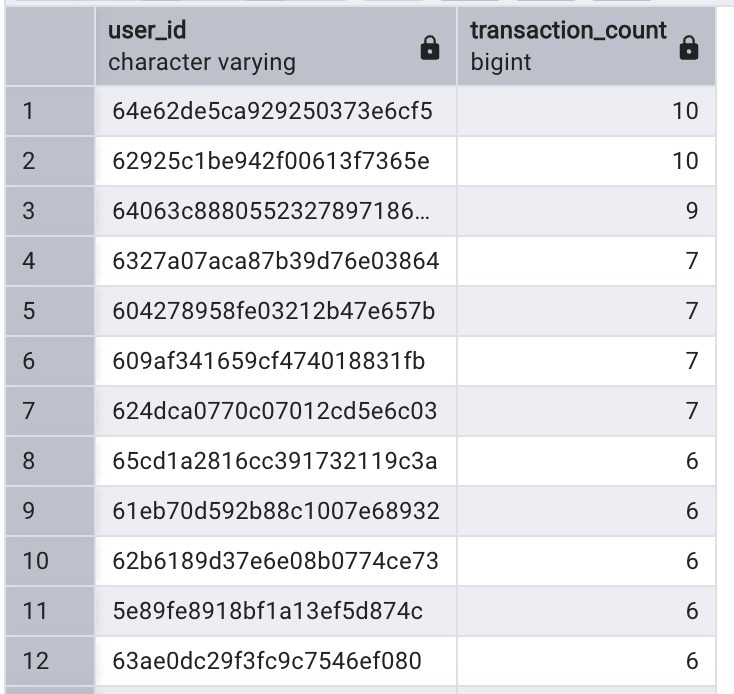 user_id transaction_count
character varying bigint
1 64e62de5ca929250373e6cf5 10
2 62925c1be942f00613f7365e 10
3 64063c8880552327897186… 9
4 6327a07aca87b39d76e03864 7
5 604278958fe03212b47e657b 7
6 609af341659cf474018831fb 7
7 624dca0770c07012cd5e6c03 7
8 65cd1a2816cc391732119c3a 6
9 61eb70d592b88c1007e68932 6
10 62b6189d37e6e08b0774ce73 6
11 5e89fe8918bf1a13ef5d874c 6
12 63ae0dc29f3fc9c7546ef080 6